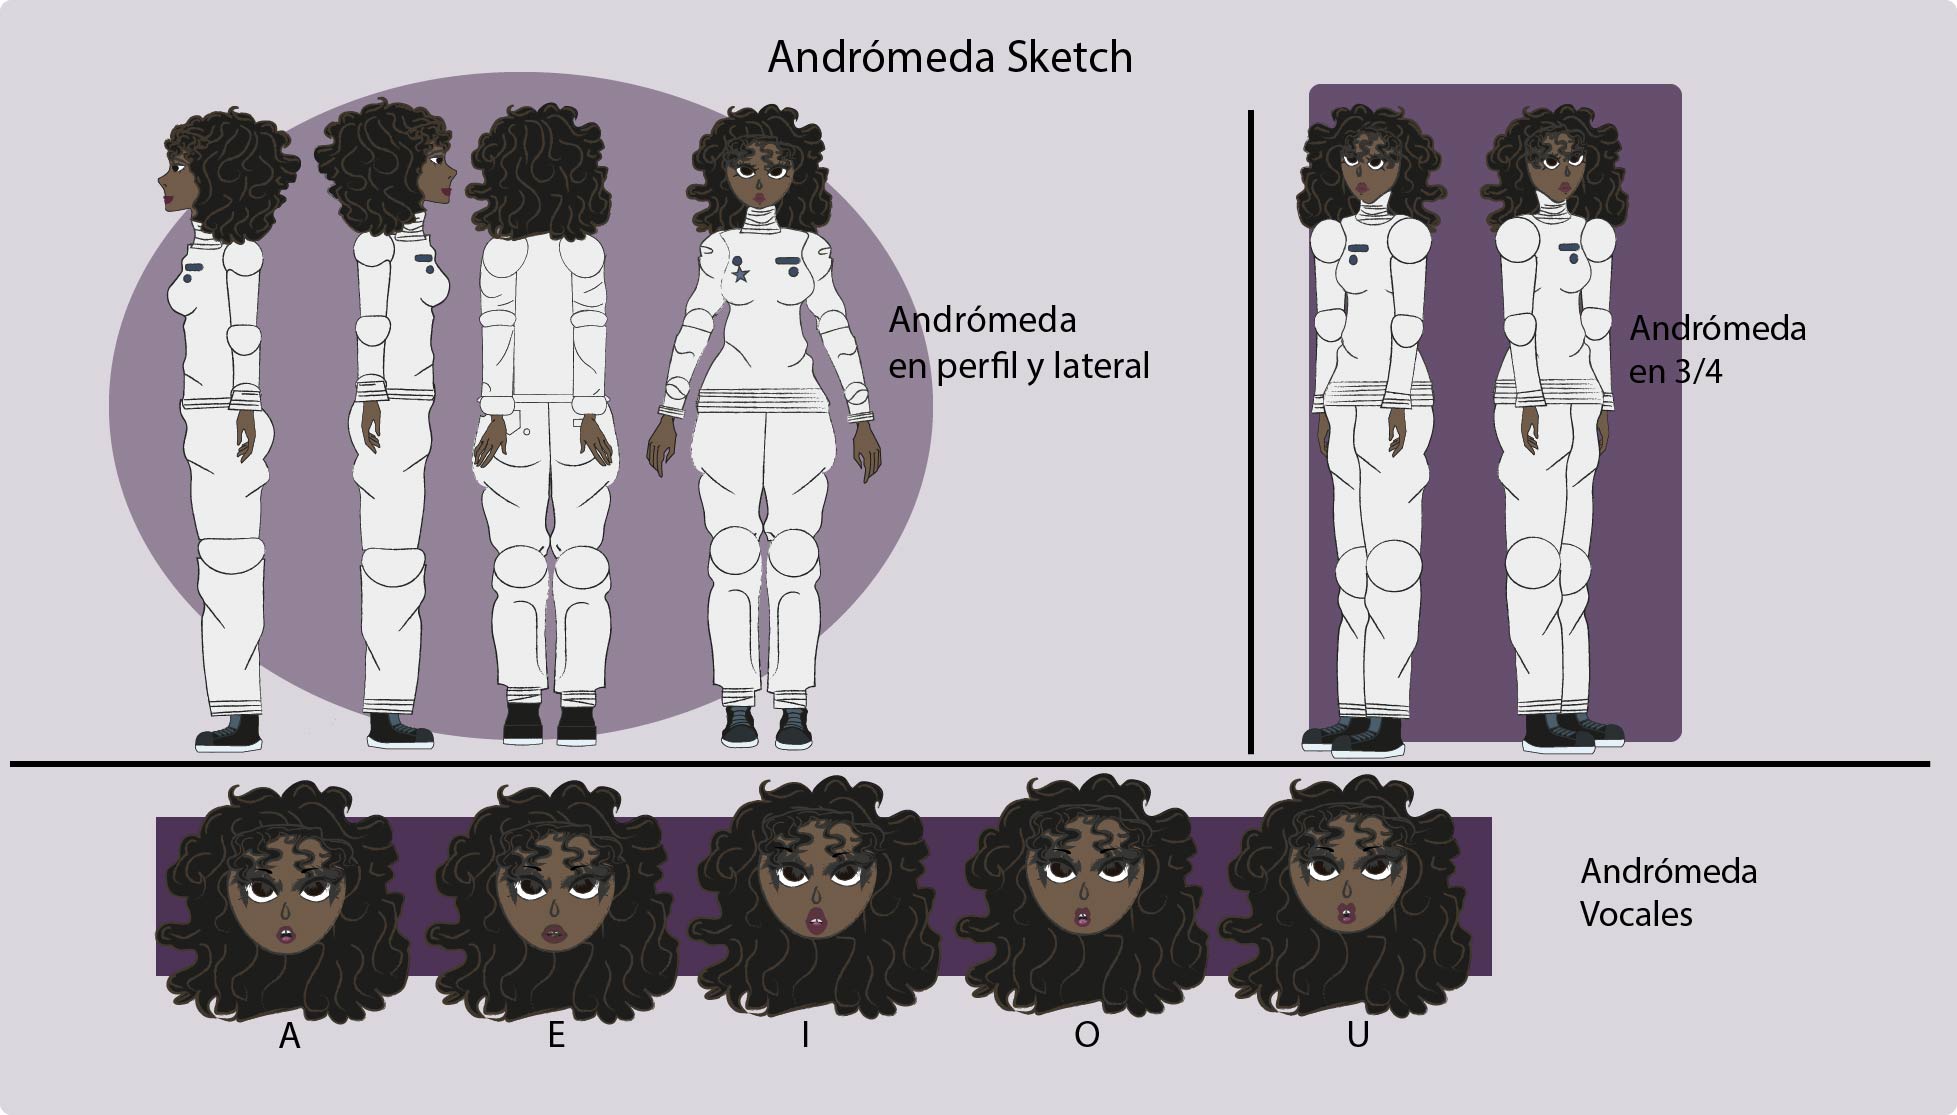 Andrómeda Sketch
Andrómeda
en perfil y lateral
Andrómeda
en 3/4
Andrómeda
Vocales
A
E
I
O
U